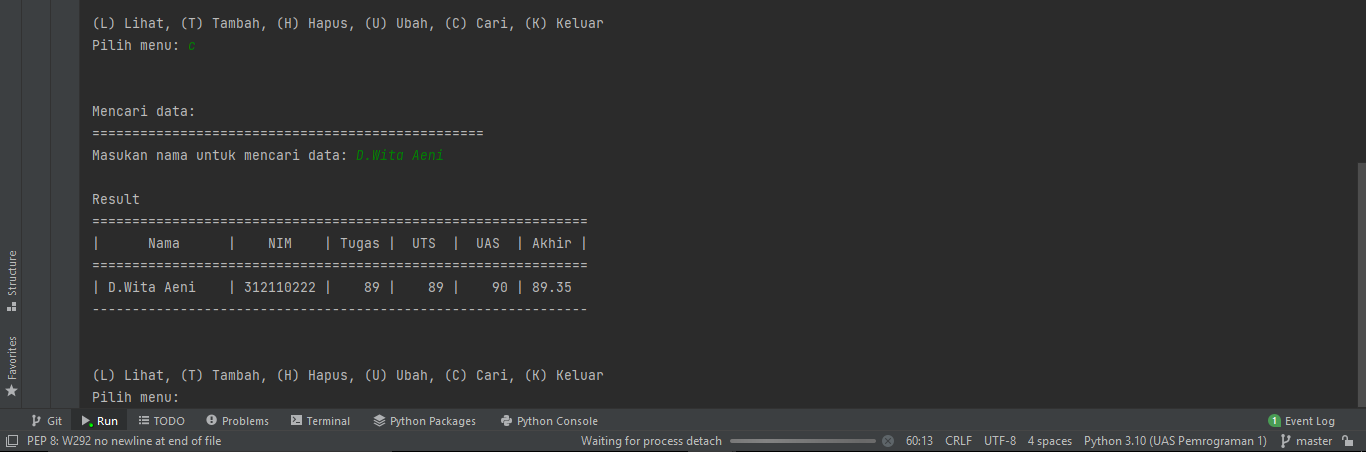 (L) Lihat, (T) Tambah, (H) Hapus, (U) Ubah, (C) Cari, (K) Keluar
Pilih menu: c
Mencari data:
=================================================
Masukan nama untuk mencari data: D.Wita Aeni
Result
==============================================================
|      Nama      |    NIM    | Tugas |  UTS  |  UAS  | Akhir |
==============================================================
| D.Wita Aeni    | 312110222 |    89 |    89 |    90 | 89.35
--------------------------------------------------------------
(L) Lihat, (T) Tambah, (H) Hapus, (U) Ubah, (C) Cari, (K) Keluar
Pilih menu:
Structure
Favorites
Git Run TODO Problems Terminal Python Packages Python Console 1 Event Log
PEP 8: W292 no newline at end of file Waiting for process detach 60:13 CRLF UTF-8 4 spaces Python 3.10 (UAS Pemrograman 1) master